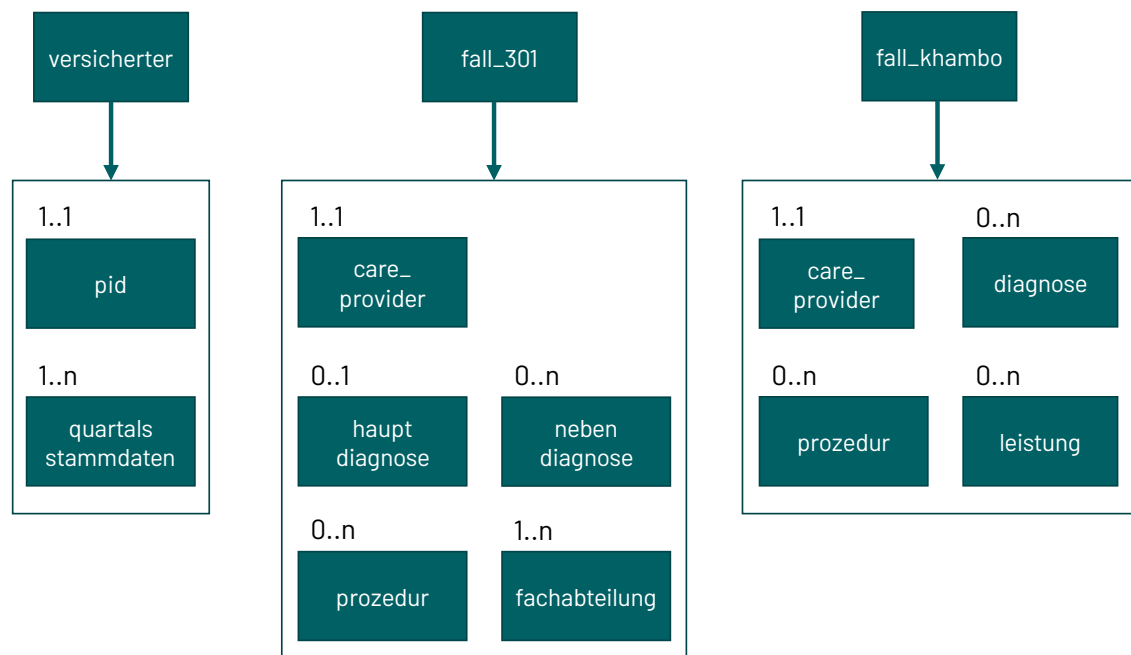 versicherter
fall_301
fall_khambo
1..1
pid
1..n
quartals
stammdaten
1..1
care_
provider
0..1
haupt
diagnose
0..n
neben
diagnose
0..n
prozedur
1..n
fachabteilung
1..1
care_
provider
0..n
diagnose
0..n
prozedur
0..n
leistung